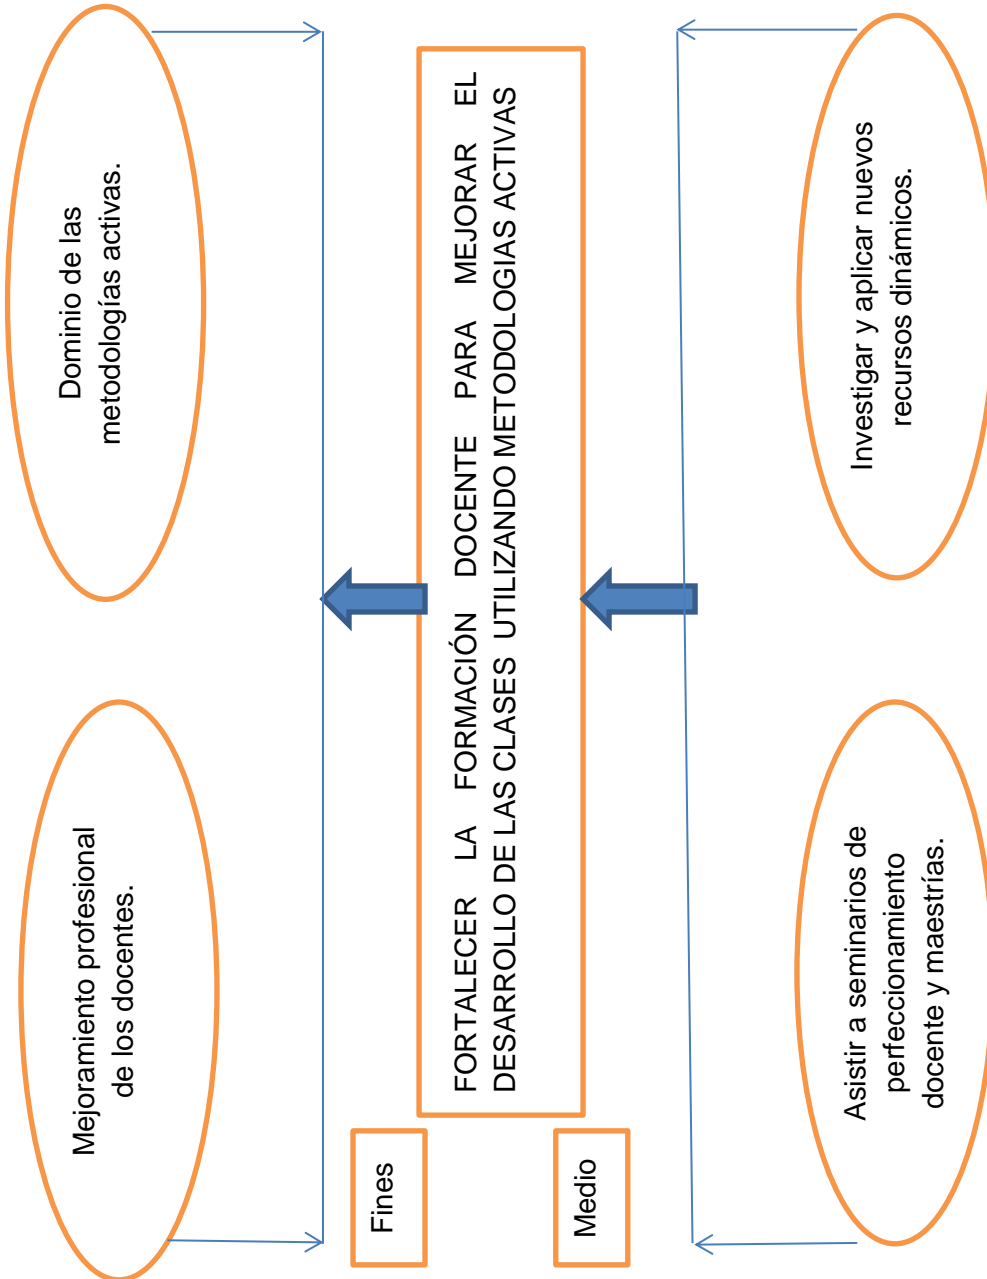 Mejoramiento profesional
de los docentes.
Dominio de las
metodologías activas.
Fines
FORTALECER LA FORMACIÓN DOCENTE PARA MEJORAR EL
DESARROLLO DE LAS CLASES UTILIZANDO METODOLOGIAS ACTIVAS
Medio
Asistir a seminarios de
perfeccionamiento
docente y maestrías.
Investigar y aplicar nuevos
recursos dinámicos.